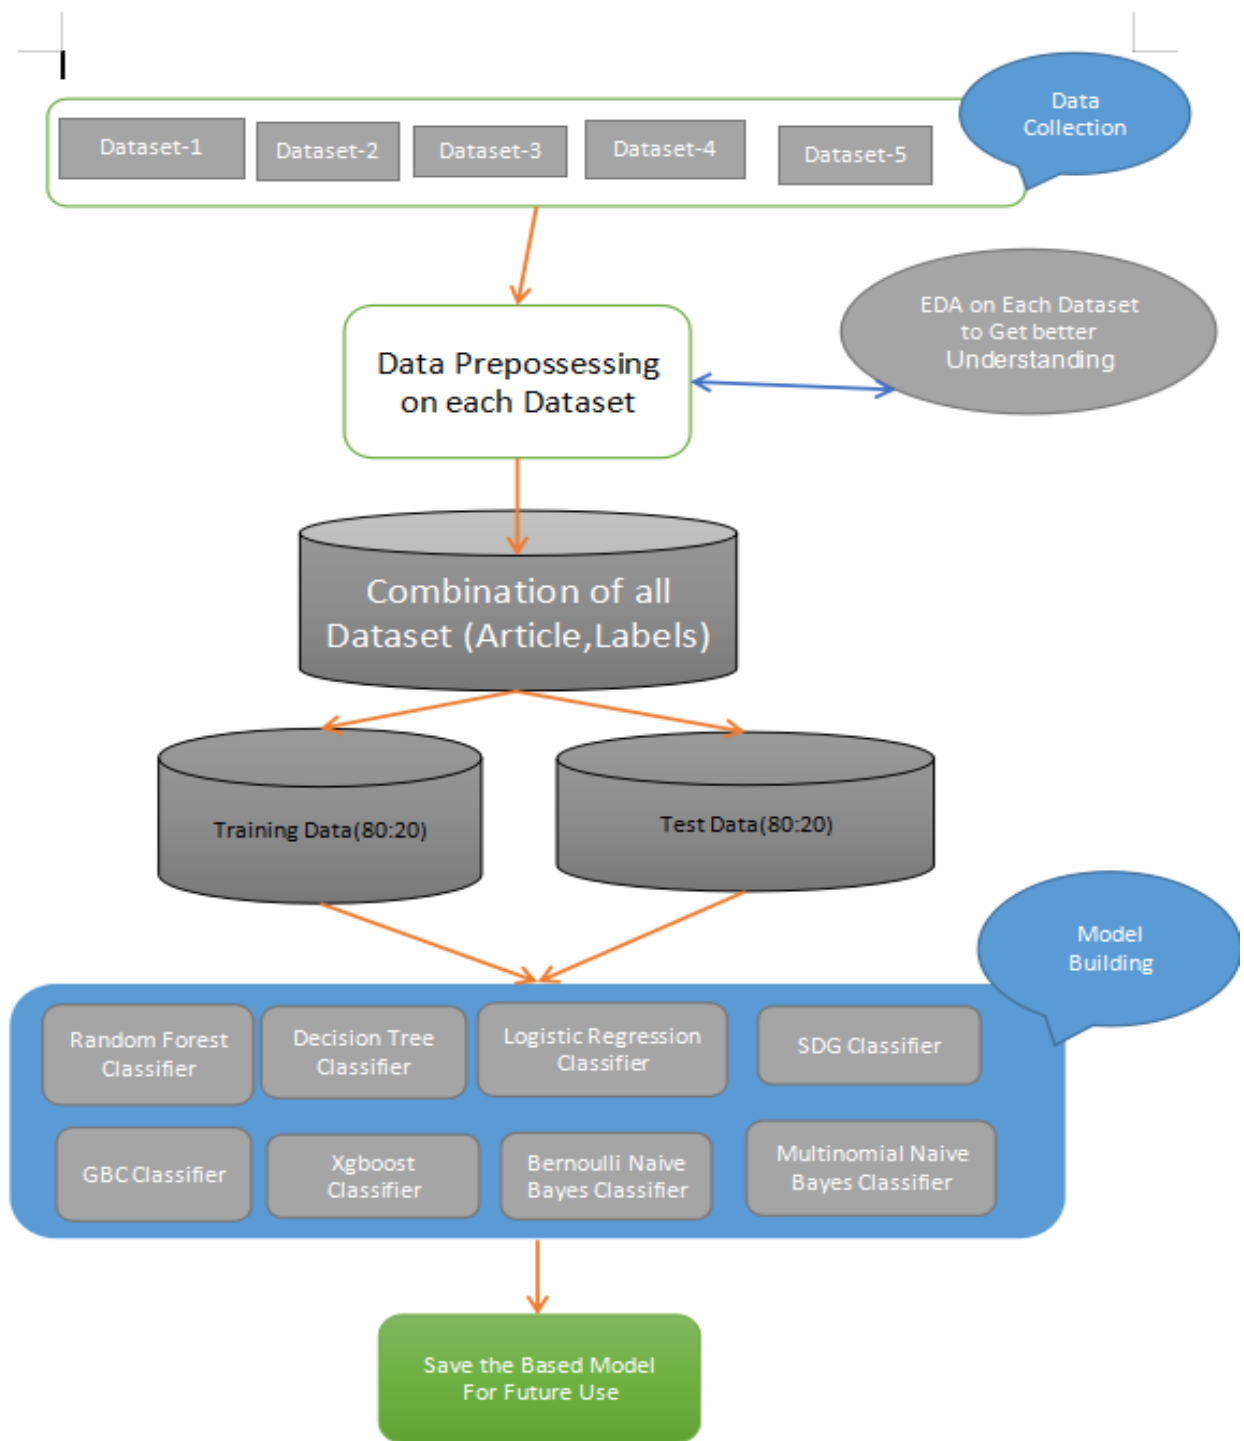 Data
Collection
Dataset-1
Dataset-2
Dataset-3
Dataset-4
Dataset-5
EDA on Each Dataset
to Get better
Understanding
Data Prepossessing
on each Dataset
Combination of all
Dataset (Article,Labels)
Training Data(80:20)
Test Data(80:20)
Model
Building
Random Forest
Classifier
Decision Tree
Classifier
Logistic Regression
Classifier
SDG Classifier
GBC Classifier
Xgboost
Classifier
Bernoulli Naive
Bayes Classifier
Multinomial Naive
Bayes Classifier
Save the Based Model
For Future Use